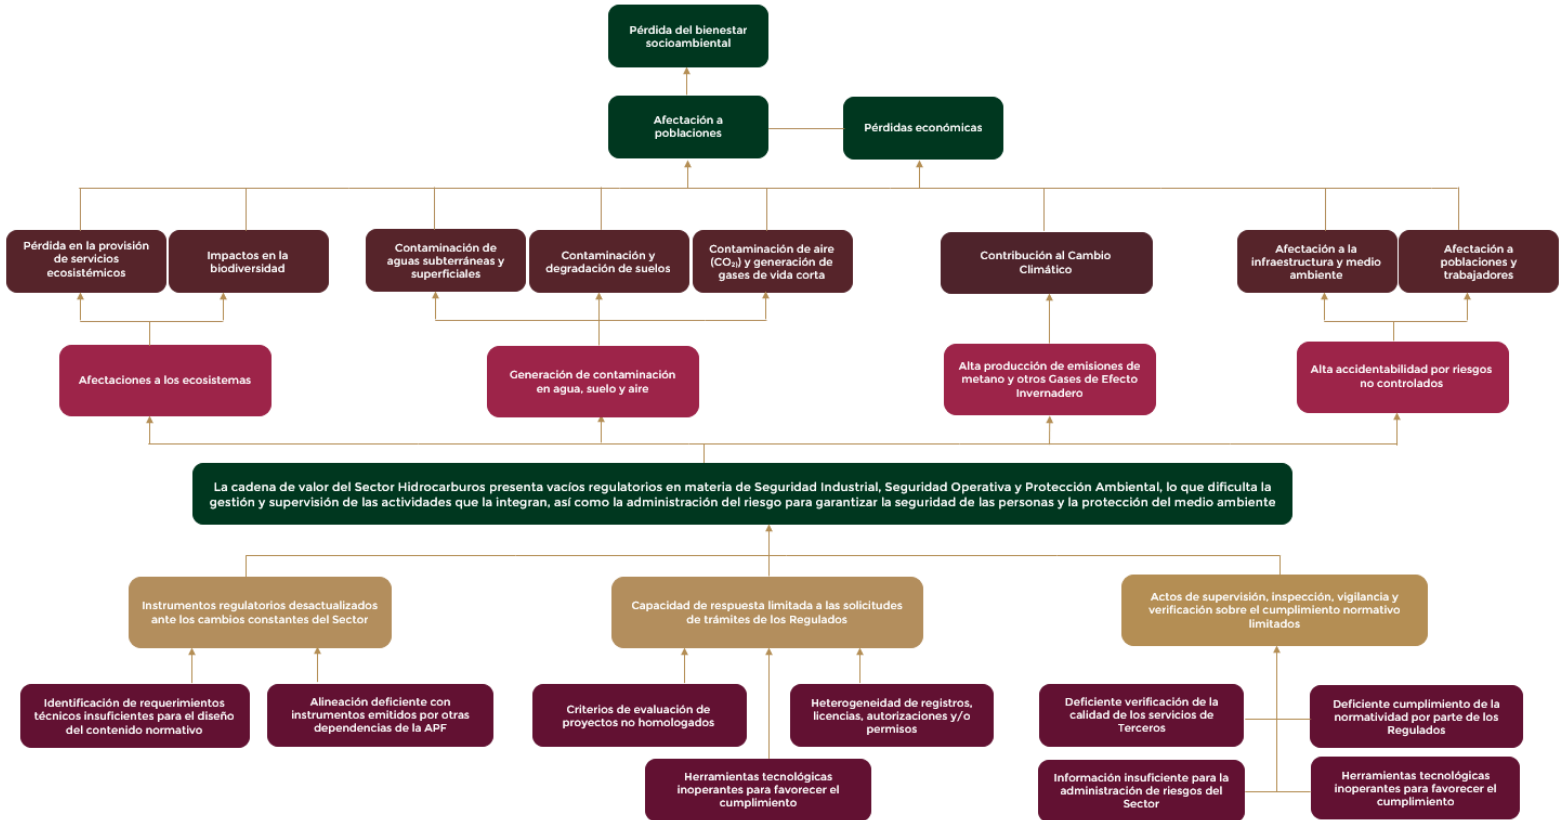 Pérdida del bienestar
socioambiental
Afectación a
poblaciones
Pérdidas económicas
Pérdida en la provisión
de servicios
ecosistémicos
Impactos en la
biodiversidad
Contaminación de
aguas subterráneas y
superficiales
Contaminación y
degradación de suelos
Contaminación de aire
(CO₂)) y generación de
gases de vida corta
Contribución al Cambio
Climático
Afectación a la
infraestructura y medio
ambiente
Afectación a
poblaciones y
trabajadores
Afectaciones a los ecosistemas
Generación de contaminación
en agua, suelo y aire
Alta producción de emisiones de
metano y otros Gases de Efecto
Invernadero
Alta accidentabilidad por riesgos
no controlados
La cadena de valor del Sector Hidrocarburos presenta vacíos regulatorios en materia de Seguridad Industrial, Seguridad Operativa y Protección Ambiental, lo que dificulta la
gestión y supervisión de las actividades que la integran, así como la administración del riesgo para garantizar la seguridad de las personas y la protección del medio ambiente
Instrumentos regulatorios desactualizados
ante los cambios constantes del Sector
Capacidad de respuesta limitada a las solicitudes
de trámites de los Regulados
Actos de supervisión, inspección, vigilancia y
verificación sobre el cumplimiento normativo
limitados
Identificación de requerimientos
técnicos insuficientes para el diseño
del contenido normativo
Alineación deficiente con
instrumentos emitidos por otras
dependencias de la APF
Criterios de evaluación de
proyectos no homologados
Heterogeneidad de registros,
licencias, autorizaciones y/o
permisos
Herramientas tecnológicas
inoperantes para favorecer el
cumplimiento
Deficiente verificación de la
calidad de los servicios de
Terceros
Deficiente cumplimiento de la
normatividad por parte de los
Regulados
Información insuficiente para la
administración de riesgos del
Sector
Herramientas tecnológicas
inoperantes para favorecer el
cumplimiento